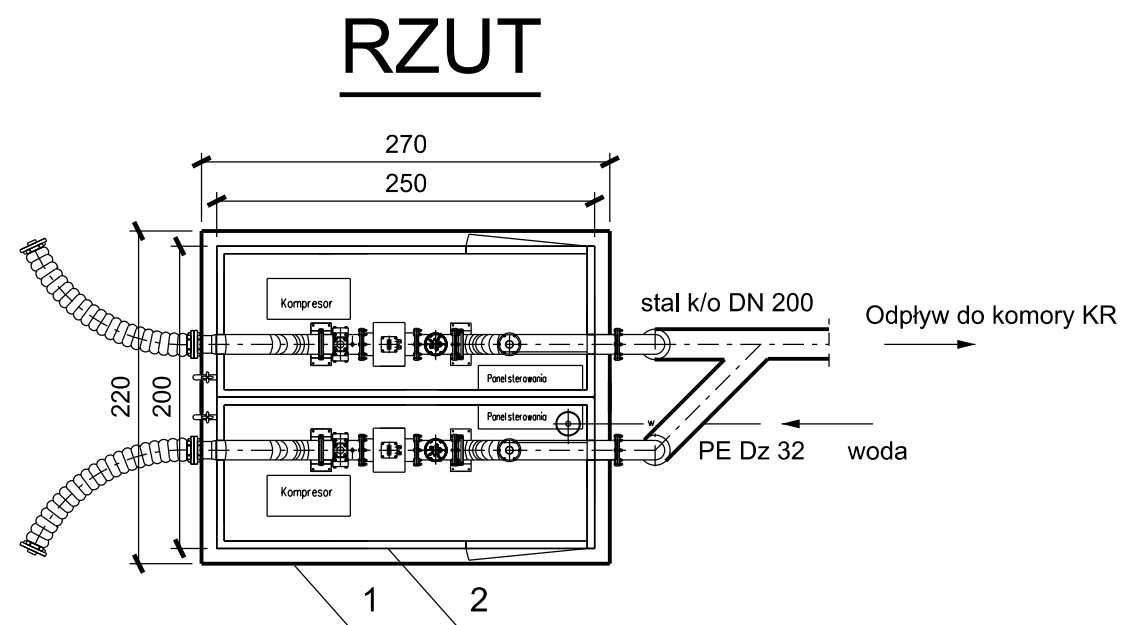 RZUT
270
250
Kompresor
stal k/o DN 200
Odpływ do komory KR
220
200
Panel sterowania
Panel sterowania
w
PE Dz 32
woda
Kompresor
1
2